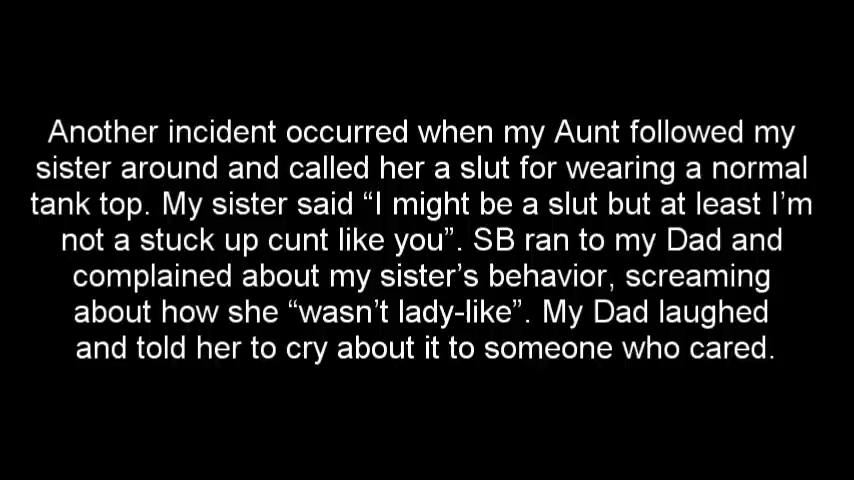 Another incident occurred when my Aunt followed my
sister around and called her a slut for wearing a normal
tank top. My sister said “I might be a slut but at least I’m
not a stuck up cunt like you”. SB ran to my Dad and
complained about my sister’s behavior, screaming
about how she “wasn’t lady-like”. My Dad laughed
and told her to cry about it to someone who cared.